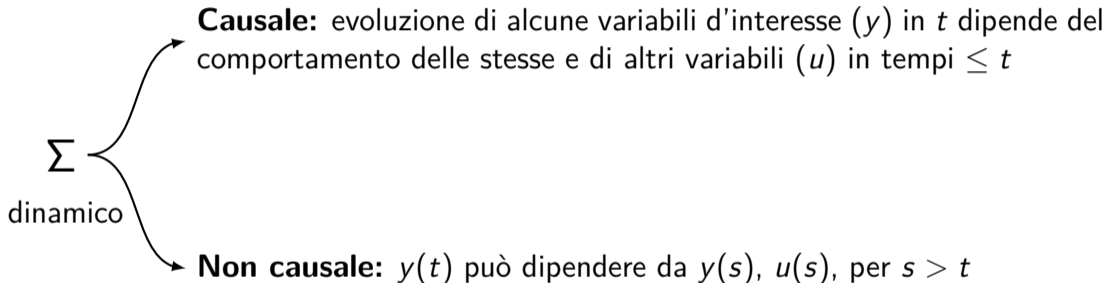 Causale: evoluzione di alcune variabili d'interesse (y) in t dipende del
comportamento delle stesse e di altri variabili (u) in tempi ≤ t
Σ
dinamico
Non causale: y(t) può dipendere da y(s), u(s), per s > t